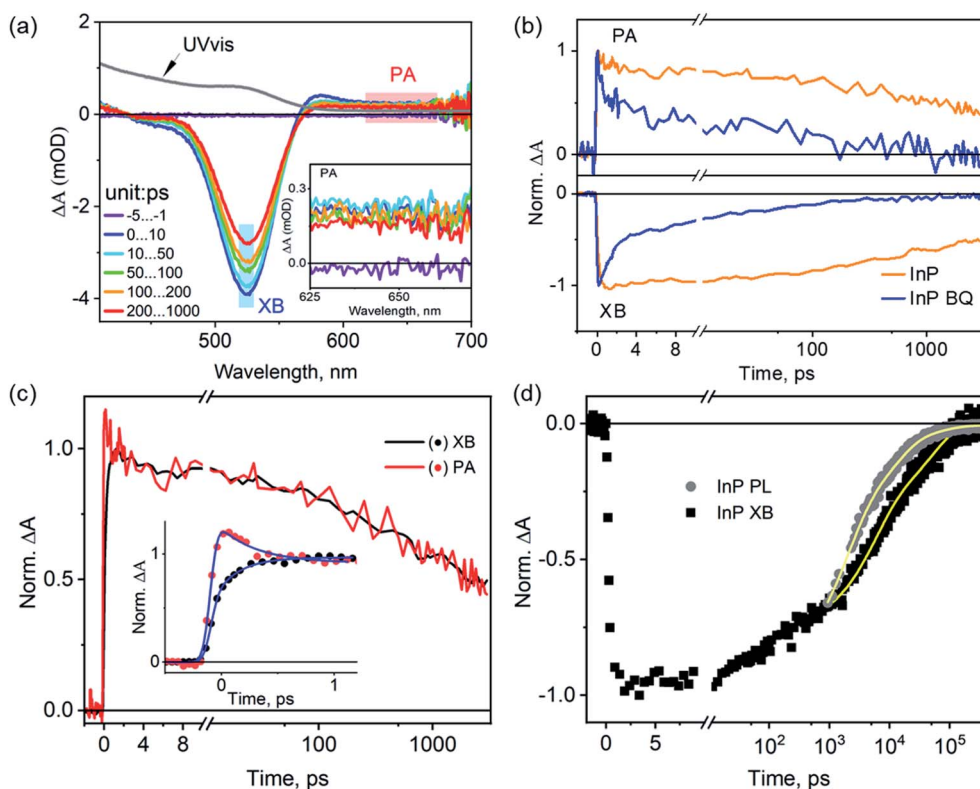 (a)
UVvis
PA
2
0
-2
-4
ΔA (mOD)
unit:ps
-5...-1
0...10
10...50
50...100
100...200
200...1000
XB
PA
0.3
0.0
ΔA (mOD)
625
650
Wavelength, nm
500
600
700
Wavelength, nm
(b)
PA
1
0
0
-1
Norm. ΔA
XB
InP
InP BQ
0
4
8
100
1000
Time, ps
(c)
(•) XB
(•) PA
1.0
0.5
0.0
Norm. ΔA
1
0
Norm. ΔA
0
1
Time, ps
0
4
8
100
1000
Time, ps
(d)
0.0
-0.5
-1.0
Norm. ΔA
InP PL
InP XB
0
5
10²
10³
10⁴
10⁵
Time, ps